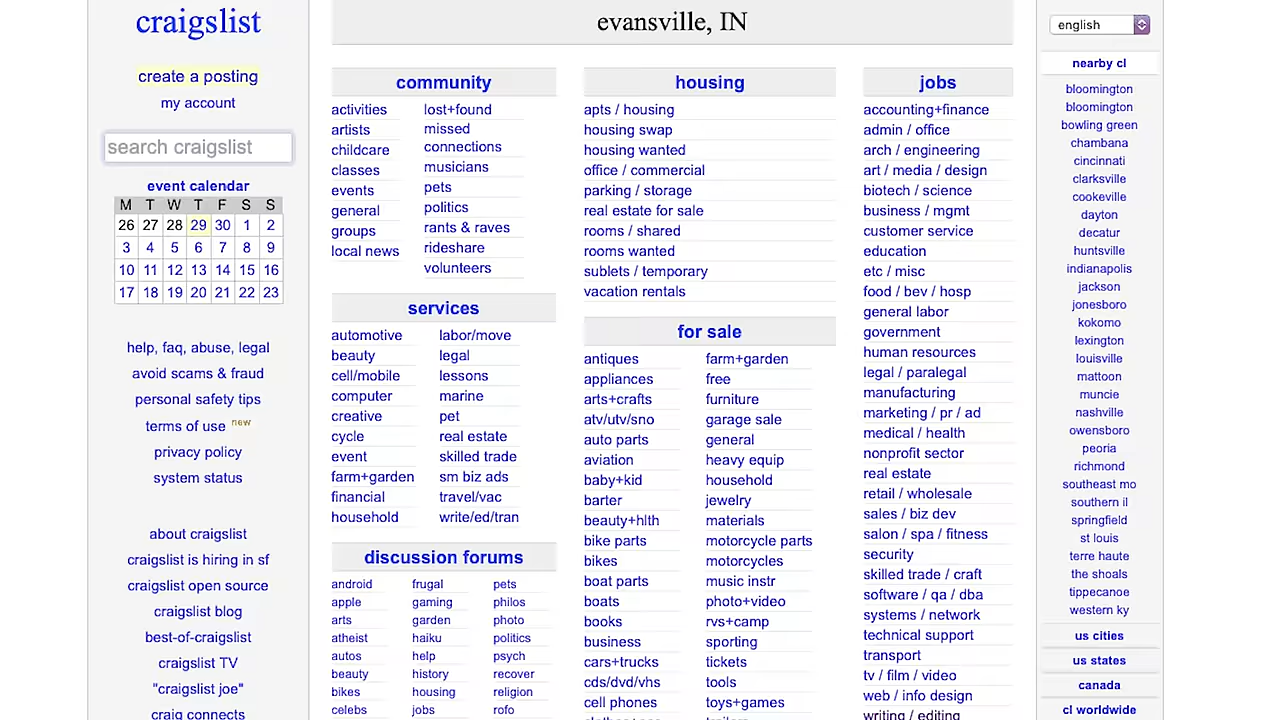 craigslist
create a posting
my account
search craigslist
event calendar
M T W T F S S
26 27 28 29 30 1 2
3 4 5 6 7 8 9
10 11 12 13 14 15 16
17 18 19 20 21 22 23
help, faq, abuse, legal
avoid scams & fraud
personal safety tips
terms of use new
privacy policy
system status
about craigslist
craigslist is hiring in sf
craigslist open source
craigslist blog
best-of-craigslist
craigslist TV
"craigslist joe"
craig connects
evansville, IN
community
activities
artists
childcare
classes
events
general
groups
local news
lost+found
missed
connections
musicians
pets
politics
rants & raves
rideshare
volunteers
services
automotive
beauty
cell/mobile
computer
creative
cycle
event
farm+garden
financial
household
labor/move
legal
lessons
marine
pet
real estate
skilled trade
sm biz ads
travel/vac
write/ed/tran
discussion forums
android
apple
arts
atheist
autos
beauty
bikes
celebs
frugal
gaming
garden
haiku
help
history
housing
jobs
pets
philos
photo
politics
psych
recover
religion
rofo
housing
apts / housing
housing swap
housing wanted
office / commercial
parking / storage
real estate for sale
rooms / shared
rooms wanted
sublets / temporary
vacation rentals
for sale
antiques
appliances
arts+crafts
atv/utv/sno
auto parts
aviation
baby+kid
barter
beauty+hlth
bike parts
bikes
boat parts
boats
books
business
cars+trucks
cds/dvd/vhs
cell phones
farm+garden
free
furniture
garage sale
general
heavy equip
household
jewelry
materials
motorcycle parts
motorcycles
music instr
photo+video
rvs+camp
sporting
tickets
tools
toys+games
jobs
accounting+finance
admin / office
arch / engineering
art / media / design
biotech / science
business / mgmt
customer service
education
etc / misc
food / bev / hosp
general labor
government
human resources
legal / paralegal
manufacturing
marketing / pr / ad
medical / health
nonprofit sector
real estate
retail / wholesale
sales / biz dev
salon / spa / fitness
security
skilled trade / craft
software / qa / dba
systems / network
technical support
transport
tv / film / video
web / info design
writing / editing
english
nearby cl
bloomington
bloomington
bowling green
chambana
cincinnati
clarksville
cookeville
dayton
decatur
huntsville
indianapolis
jackson
jonesboro
kokomo
lexington
louisville
mattoon
muncie
nashville
owensboro
peoria
richmond
southeast mo
southern il
springfield
st louis
terre haute
the shoals
tippecanoe
western ky
us cities
us states
canada
cl worldwide